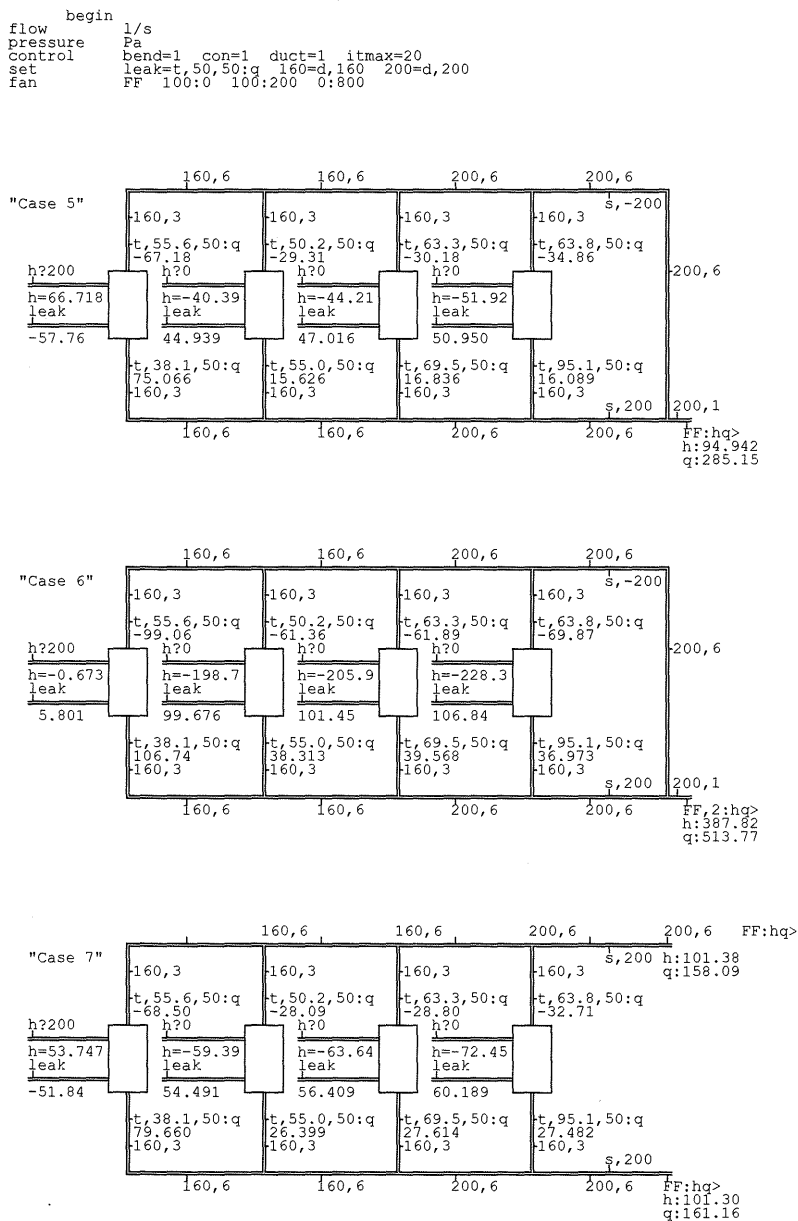 begin
flow l/s
pressure Pa
control bend=1 con=1 duct=1 itmax=20
set leak=t,50,50:q 160=d,160 200=d,200
fan FF 100:0 100:200 0:800
160,6 160,6 200,6 200,6
"Case 5" s,-200
160,3 160,3 160,3 160,3
t,55.6,50:q t,50.2,50:q t,63.3,50:q t,63.8,50:q
-67.18 -29.31 -30.18 -34.86
h?200 h?0 h?0 h?0 200,6
h=66.718 h=-40.39 h=-44.21 h=-51.92
leak leak leak leak
-57.76 44.939 47.016 50.950
t,38.1,50:q t,55.0,50:q t,69.5,50:q t,95.1,50:q
75.066 15.626 16.836 16.089
160,3 160,3 160,3 160,3
s,200 200,1
160,6 160,6 200,6 200,6 FF:hq>
h:94.942
q:285.15
160,6 160,6 200,6 200,6
"Case 6" s,-200
160,3 160,3 160,3 160,3
t,55.6,50:q t,50.2,50:q t,63.3,50:q t,63.8,50:q
-99.06 -61.36 -61.89 -69.87
h?200 h?0 h?0 h?0 200,6
h=-0.673 h=-198.7 h=-205.9 h=-228.3
leak leak leak leak
5.801 99.676 101.45 106.84
t,38.1,50:q t,55.0,50:q t,69.5,50:q t,95.1,50:q
106.74 38.313 39.568 36.973
160,3 160,3 160,3 160,3
s,200 200,1
160,6 160,6 200,6 200,6 FF,2:hq>
h:387.82
q:513.77
160,6 160,6 200,6 200,6 FF:hq>
"Case 7" s,200 h:101.38
q:158.09
160,3 160,3 160,3 160,3
t,55.6,50:q t,50.2,50:q t,63.3,50:q t,63.8,50:q
-68.50 -28.09 -28.80 -32.71
h?200 h?0 h?0 h?0
h=53.747 h=-59.39 h=-63.64 h=-72.45
leak leak leak leak
-51.84 54.491 56.409 60.189
t,38.1,50:q t,55.0,50:q t,69.5,50:q t,95.1,50:q
79.660 26.399 27.614 27.482
160,3 160,3 160,3 160,3
s,200
160,6 160,6 200,6 200,6 FF:hq>
h:101.30
q:161.16